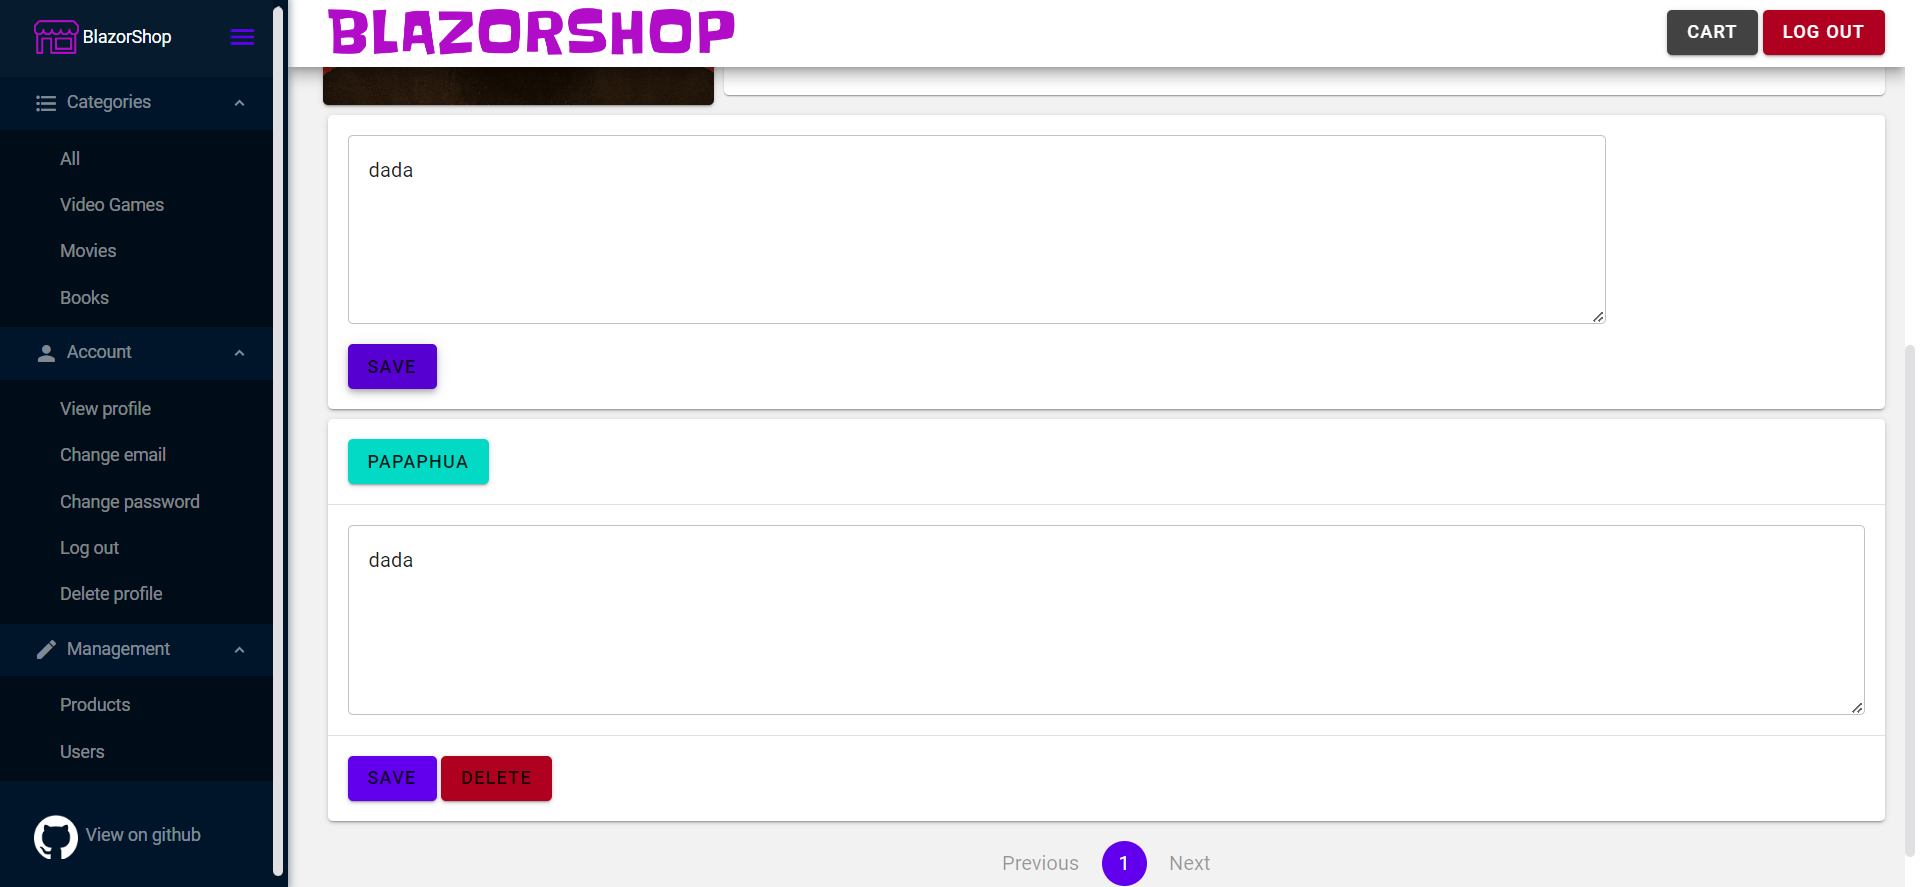 BlazorShop
Categories
All
Video Games
Movies
Books
Account
View profile
Change email
Change password
Log out
Delete profile
Management
Products
Users
View on github
BLAZORSHOP
CART
LOG OUT
dada
SAVE
PAPAPHUA
dada
SAVE
DELETE
Previous
1
Next